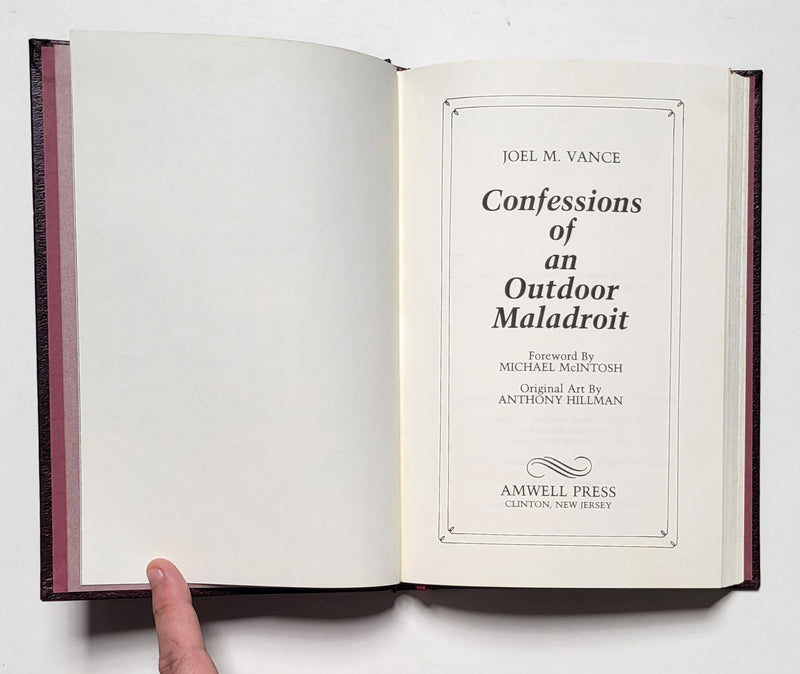 JOEL M. VANCE
Confessions
of
an
Outdoor
Maladroit
Foreword By
MICHAEL McINTOSH
Original Art By
ANTHONY HILLMAN
AMWELL PRESS
CLINTON, NEW JERSEY